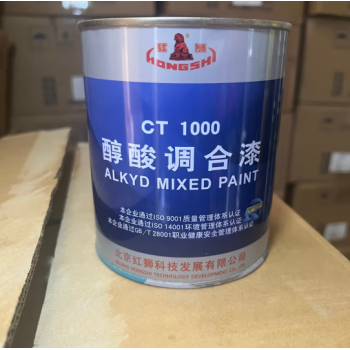 红 狮
HONGSHI
CT 1000
醇酸调合漆
ALKYD MIXED PAINT
本企业通过ISO 9001质量管理体系认证
本企业通过ISO 14001环境管理体系认证
本企业通过GB/T 28001职业健康安全管理体系认证
北京红狮科技发展有限公司